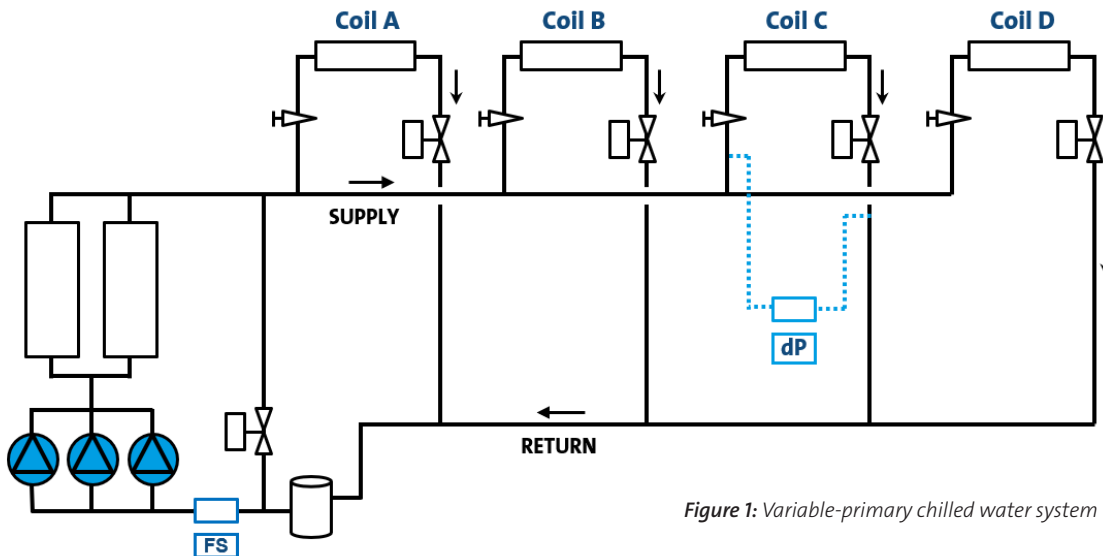 Coil A
Coil B
Coil C
Coil D
SUPPLY
dP
RETURN
FS
Figure 1: Variable-primary chilled water system